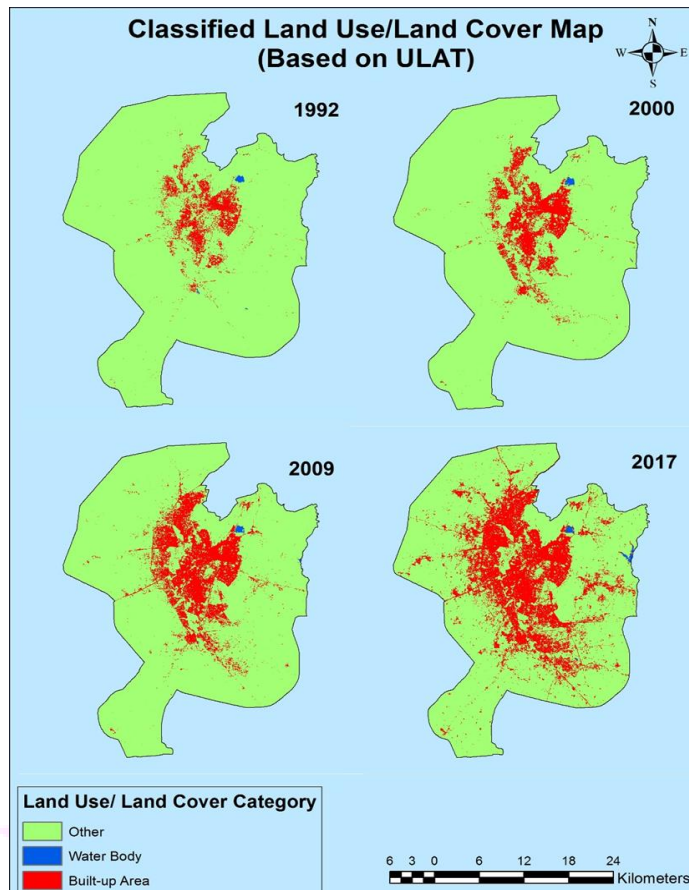 Classified Land Use/Land Cover Map
(Based on ULAT)
N
W E
S
1992
2000
2009
2017
Land Use/ Land Cover Category
Other
Water Body
Built-up Area
6 3 0 6 12 18 24
Kilometers